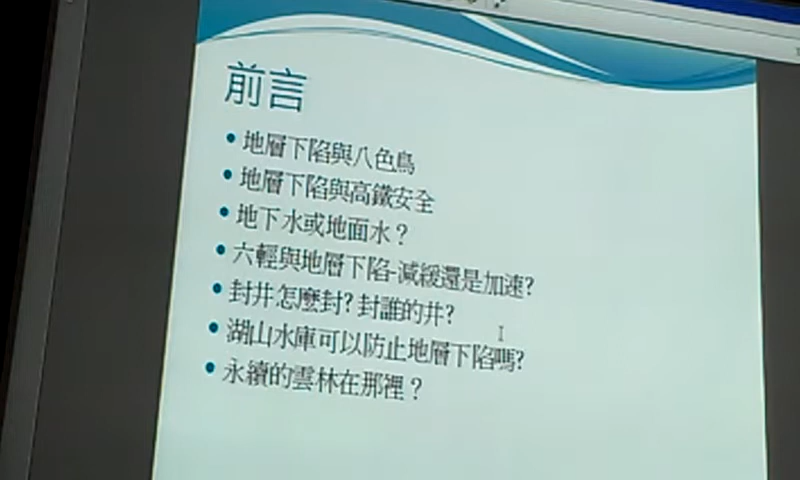 前言
• 地層下陷與八色鳥
• 地層下陷與高鐵安全
• 地下水或地面水？
• 六輕與地層下陷-減緩還是加速?
• 封井怎麼封? 封誰的井?
• 湖山水庫可以防止地層下陷嗎?
• 永續的雲林在那裡？